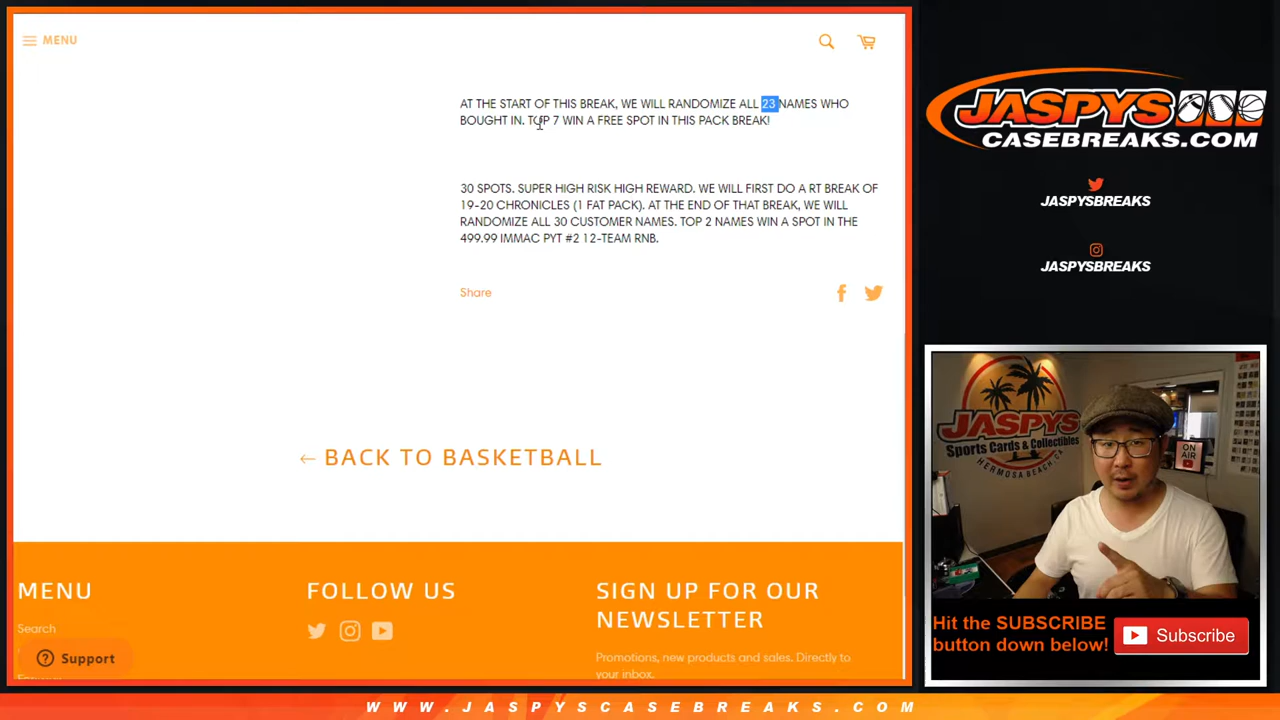 MENU
AT THE START OF THIS BREAK, WE WILL RANDOMIZE ALL 23 NAMES WHO
BOUGHT IN. TOP 7 WIN A FREE SPOT IN THIS PACK BREAK!
30 SPOTS. SUPER HIGH RISK HIGH REWARD. WE WILL FIRST DO A RT BREAK OF
19-20 CHRONICLES (1 FAT PACK). AT THE END OF THAT BREAK, WE WILL
RANDOMIZE ALL 30 CUSTOMER NAMES. TOP 2 NAMES WIN A SPOT IN THE
499.99 IMMAC PYT #2 12-TEAM RNB.
Share
← BACK TO BASKETBALL
MENU
Search
Support
FOLLOW US
SIGN UP FOR OUR
NEWSLETTER
Promotions, new products and sales. Directly to
your inbox.
JASPYS
CASEBREAKS.COM
JASPYSBREAKS
JASPYSBREAKS
JASPYS
Sports Cards & Collectibles
HERMOSA BEACH, CA
ON
AIR
Hit the SUBSCRIBE
button down below!
Subscribe
WWW.JASPYSCASEBREAKS.COM